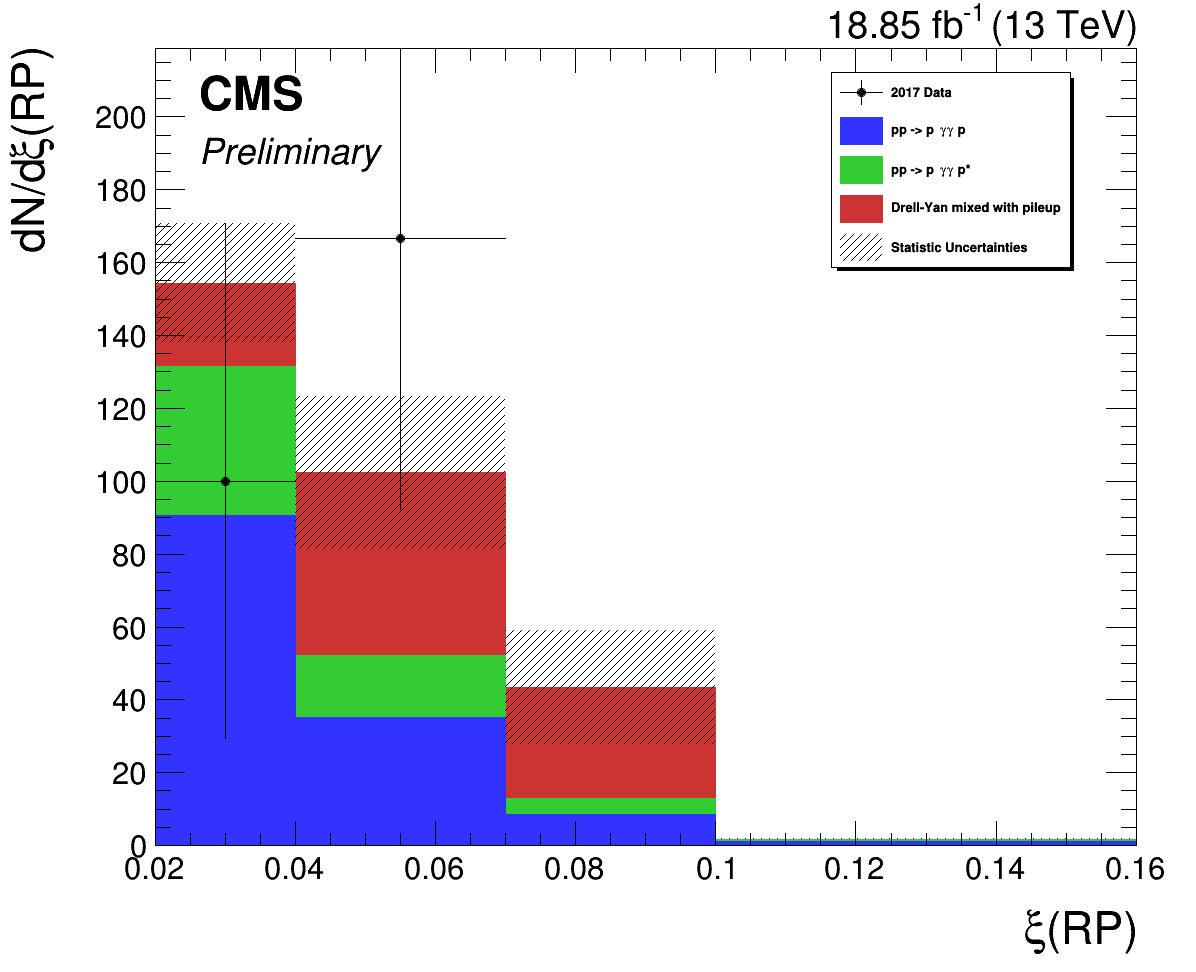 18.85 fb-1 (13 TeV)
dN/dξ(RP)
CMS
Preliminary
2017 Data
pp -> p γγ p
pp -> p γγ p*
Drell-Yan mixed with pileup
Statistic Uncertainties
200
180
160
140
120
100
80
60
40
20
0
0.02 0.04 0.06 0.08 0.1 0.12 0.14 0.16
ξ(RP)